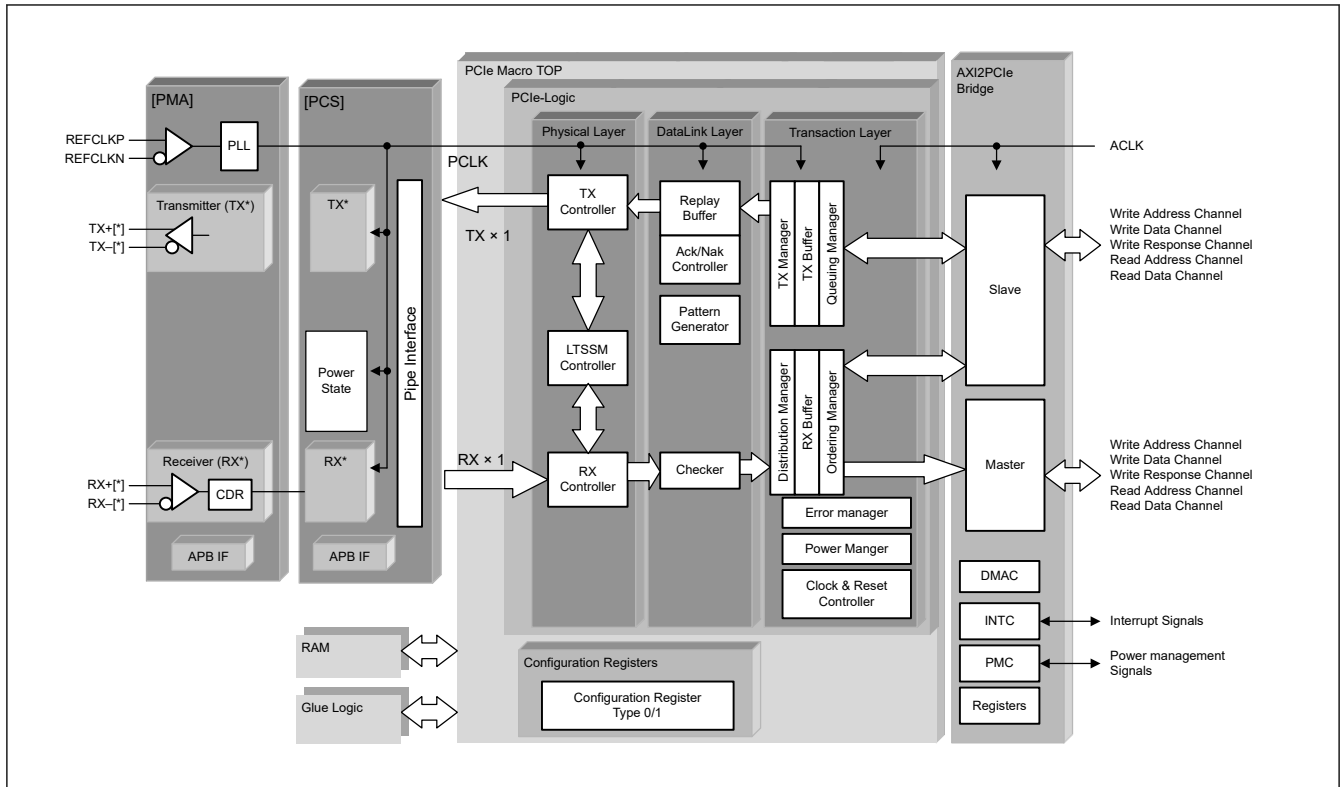 PCIe Macro TOP
AXI2PCIe
Bridge
[PMA]
[PCS]
PCIe-Logic
Physical Layer
DataLink Layer
Transaction Layer
REFCLKP
REFCLKN
PLL
PCLK
ACLK
Transmitter (TX*)
TX+[*]
TX–[*]
TX*
TX × 1
TX
Controller
Replay
Buffer
Ack/Nak
Controller
Pattern
Generator
TX Manager
TX Buffer
Queuing Manager
Slave
Write Address Channel
Write Data Channel
Write Response Channel
Read Address Channel
Read Data Channel
Power
State
Pipe Interface
LTSSM
Controller
Receiver (RX*)
RX+[*]
RX–[*]
CDR
RX*
RX × 1
RX
Controller
Checker
Distribution Manager
RX Buffer
Ordering Manager
Master
Write Address Channel
Write Data Channel
Write Response Channel
Read Address Channel
Read Data Channel
Error manager
Power Manger
Clock & Reset
Controller
APB IF
APB IF
DMAC
INTC
Interrupt Signals
PMC
Power management
Signals
Registers
RAM
Glue Logic
Configuration Registers
Configuration Register
Type 0/1